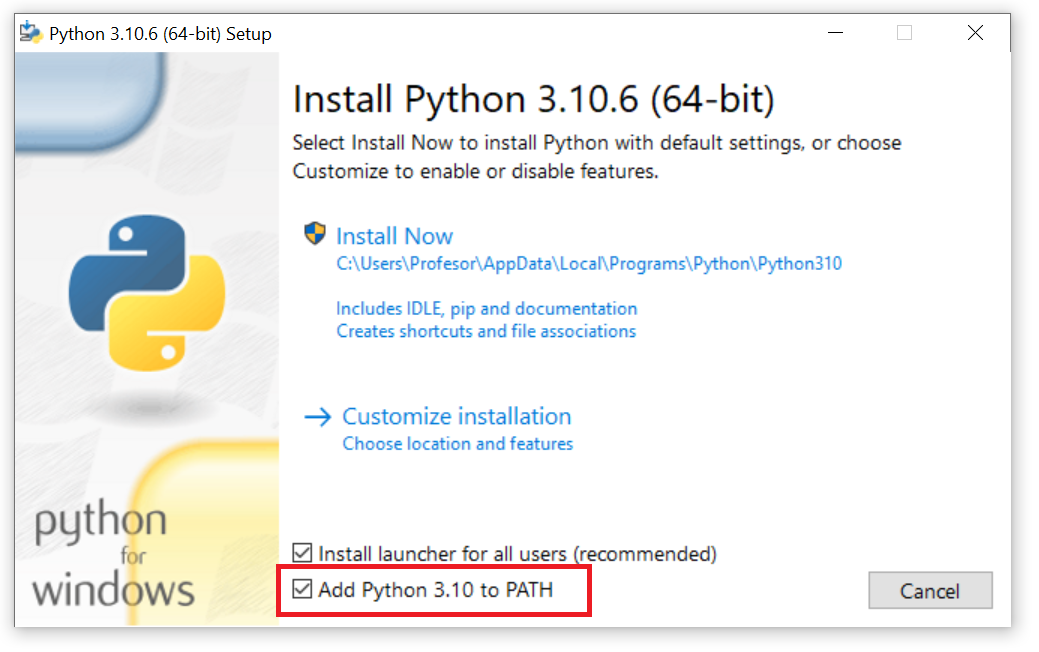 Python 3.10.6 (64-bit) Setup
Install Python 3.10.6 (64-bit)
Select Install Now to install Python with default settings, or choose
Customize to enable or disable features.
Install Now
C:\Users\Profesor\AppData\Local\Programs\Python\Python310
Includes IDLE, pip and documentation
Creates shortcuts and file associations
Customize installation
Choose location and features
python
for
windows
Install launcher for all users (recommended)
Add Python 3.10 to PATH
Cancel